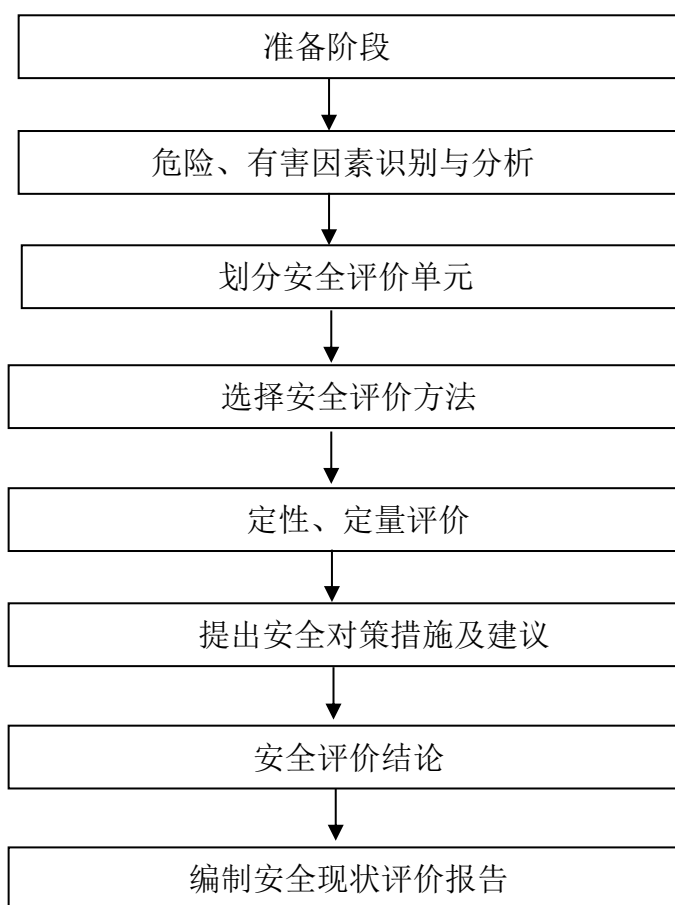 准备阶段
危险、有害因素识别与分析
划分安全评价单元
选择安全评价方法
定性、定量评价
提出安全对策措施及建议
安全评价结论
编制安全现状评价报告